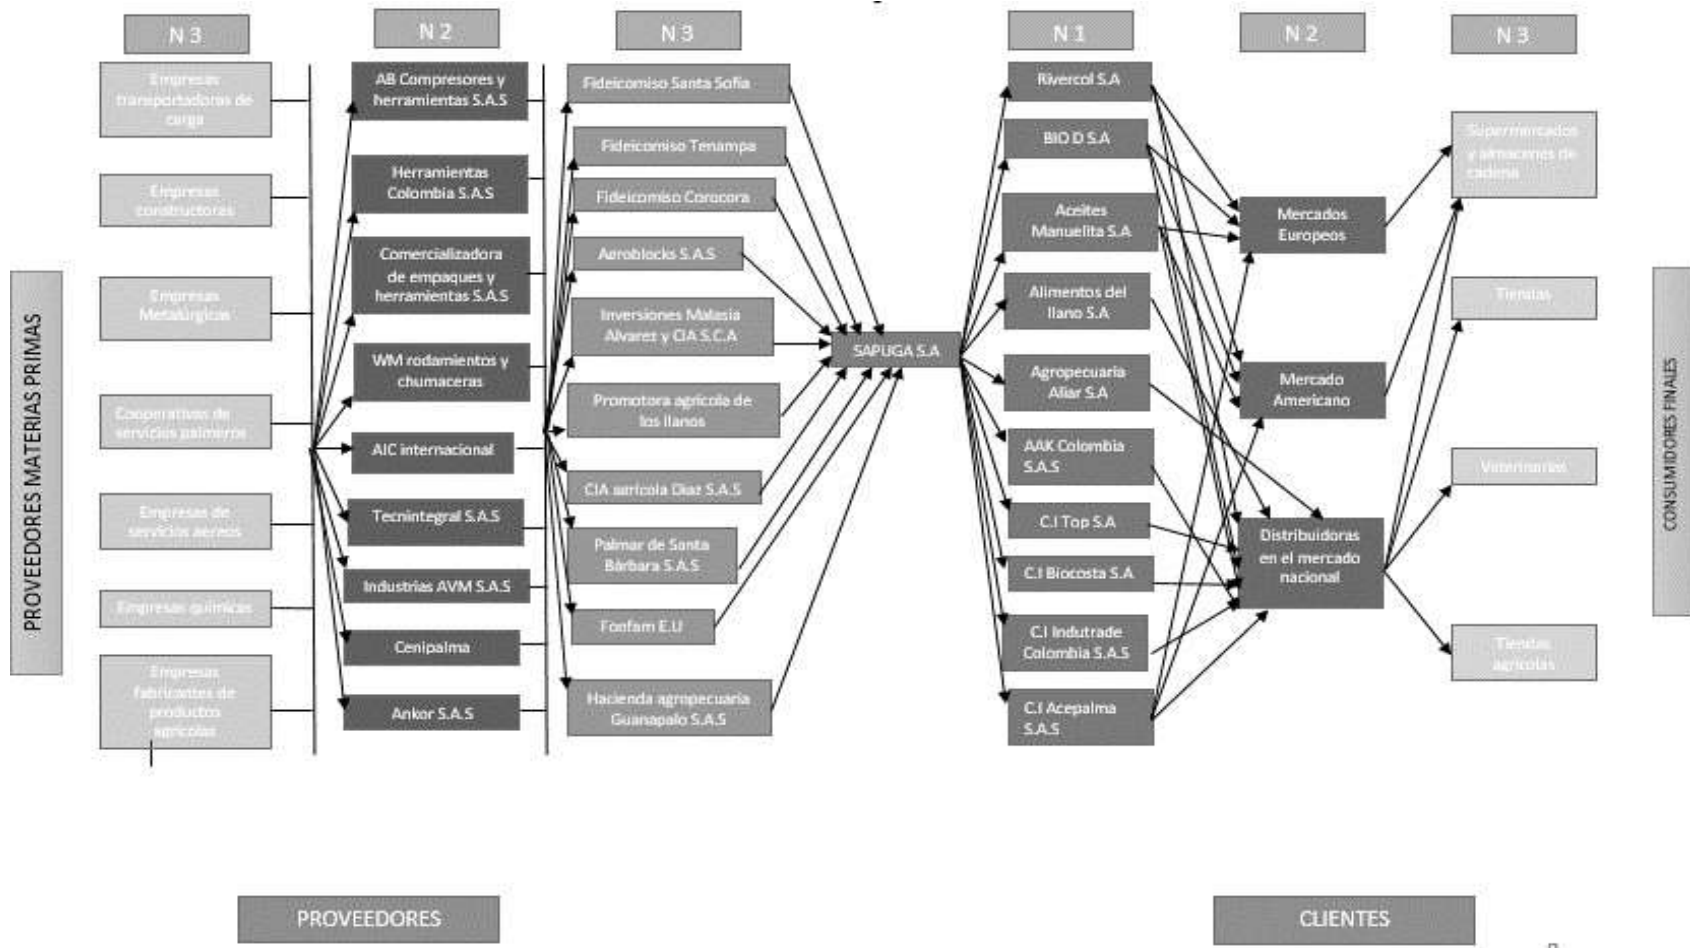 N 3
N 2
N 3
N 1
N 2
N 3
PROVEEDORES MATERIAS PRIMAS
Empresas
transportadoras de
carga
Empresas
constructoras
Empresas
Metalúrgicas
Cooperativas de
servicios palmeros
Empresas de
servicios aéreos
Empresas químicas
Empresas
fabricantes de
productos
agrícolas
AB Compresores y
herramientas S.A.S
Herramientas
Colombia S.A.S
Comercializadora
de empaques y
herramientas S.A.S
WM rodamientos y
chumaceras
AIC internacional
Tecnintegral S.A.S
Industrias AVM S.A.S
Cenipalma
Ankor S.A.S
Fideicomiso Santa Sofia
Fideicomiso Tenampa
Fideicomiso Corocora
Aeroblocks S.A.S
Inversiones Malasia
Alvarez y CIA S.C.A
Promotora agrícola de
los llanos
CIA agrícola Diaz S.A.S
Palmar de Santa
Bárbara S.A.S
Fonfam E.U
Hacienda agropecuaria
Guanapalo S.A.S
SAPUGA S.A
Rivercol S.A
BIO D S.A
Aceites
Manuelita S.A
Alimentos del
llano S.A
Agropecuaria
Aliar S.A
AAK Colombia
S.A.S
C.I Top S.A
C.I Biocosta S.A
C.I Indutrade
Colombia S.A.S
C.I Acepalma
S.A.S
Mercados
Europeos
Mercado
Americano
Distribuidoras
en el mercado
nacional
Supermercados
y almacenes de
cadena
Tiendas
Veterinarias
Tiendas
agrícolas
CONSUMIDORES FINALES
PROVEEDORES
CLIENTES